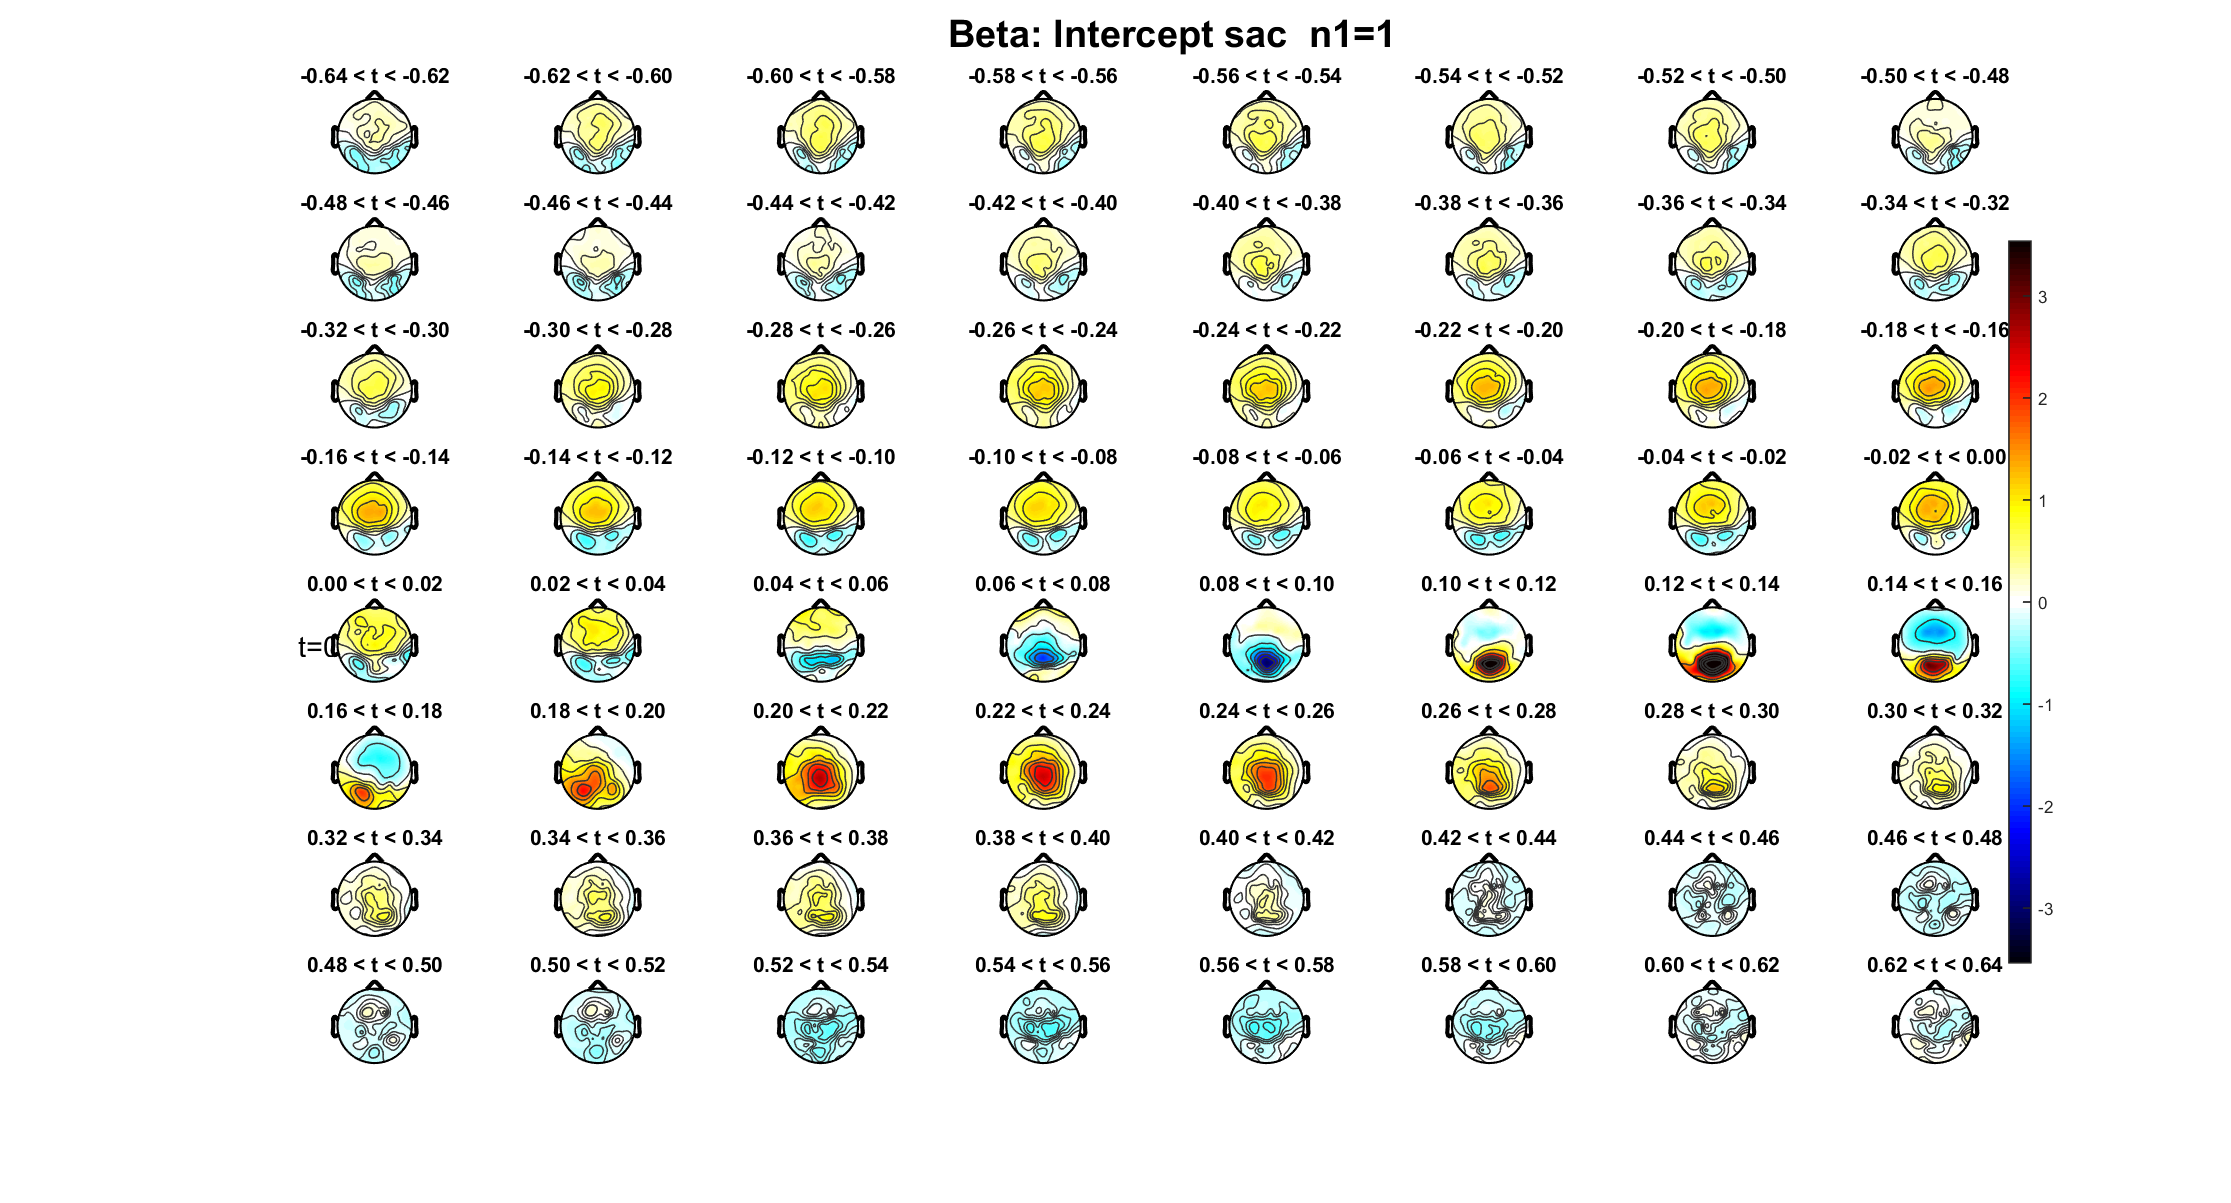 Beta: Intercept sac  n1=1
-0.64 < t < -0.62 -0.62 < t < -0.60 -0.60 < t < -0.58 -0.58 < t < -0.56 -0.56 < t < -0.54 -0.54 < t < -0.52 -0.52 < t < -0.50 -0.50 < t < -0.48
-0.48 < t < -0.46 -0.46 < t < -0.44 -0.44 < t < -0.42 -0.42 < t < -0.40 -0.40 < t < -0.38 -0.38 < t < -0.36 -0.36 < t < -0.34 -0.34 < t < -0.32
3
-0.32 < t < -0.30 -0.30 < t < -0.28 -0.28 < t < -0.26 -0.26 < t < -0.24 -0.24 < t < -0.22 -0.22 < t < -0.20 -0.20 < t < -0.18 -0.18 < t < -0.16
2
-0.16 < t < -0.14 -0.14 < t < -0.12 -0.12 < t < -0.10 -0.10 < t < -0.08 -0.08 < t < -0.06 -0.06 < t < -0.04 -0.04 < t < -0.02 -0.02 < t < 0.00
1
0.00 < t < 0.02 0.02 < t < 0.04 0.04 < t < 0.06 0.06 < t < 0.08 0.08 < t < 0.10 0.10 < t < 0.12 0.12 < t < 0.14 0.14 < t < 0.16
0
t=0
-1
0.16 < t < 0.18 0.18 < t < 0.20 0.20 < t < 0.22 0.22 < t < 0.24 0.24 < t < 0.26 0.26 < t < 0.28 0.28 < t < 0.30 0.30 < t < 0.32
-2
0.32 < t < 0.34 0.34 < t < 0.36 0.36 < t < 0.38 0.38 < t < 0.40 0.40 < t < 0.42 0.42 < t < 0.44 0.44 < t < 0.46 0.46 < t < 0.48
-3
0.48 < t < 0.50 0.50 < t < 0.52 0.52 < t < 0.54 0.54 < t < 0.56 0.56 < t < 0.58 0.58 < t < 0.60 0.60 < t < 0.62 0.62 < t < 0.64